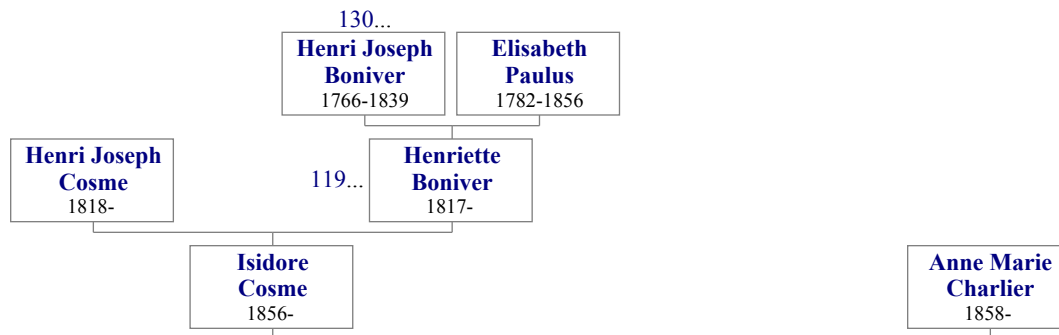 130...
Henri Joseph
Boniver
1766-1839
Elisabeth
Paulus
1782-1856
Henri Joseph
Cosme
1818-
119...
Henriette
Boniver
1817-
Isidore
Cosme
1856-
Anne Marie
Charlier
1858-